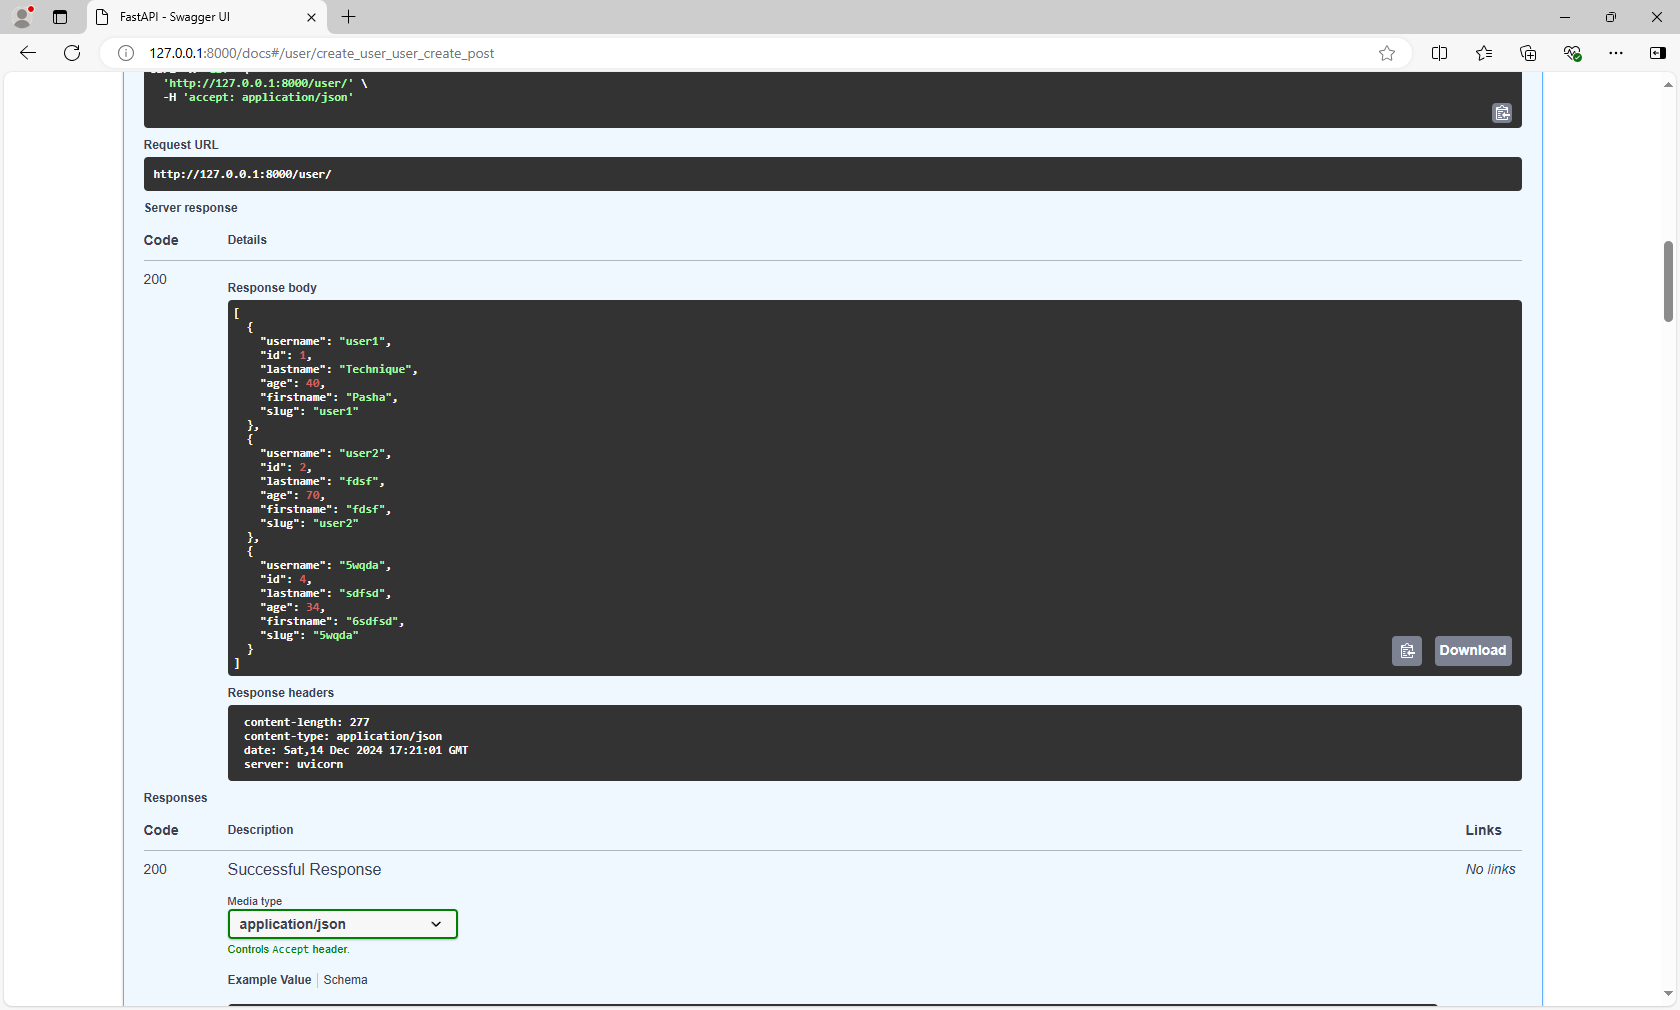 FastAPI - Swagger UI
127.0.0.1:8000/docs#/user/create_user_user_create_post
'http://127.0.0.1:8000/user/' \
-H 'accept: application/json'
Request URL
http://127.0.0.1:8000/user/
Server response
Code Details
200
Response body
[
{
"username": "user1",
"id": 1,
"lastname": "Technique",
"age": 40,
"firstname": "Pasha",
"slug": "user1"
},
{
"username": "user2",
"id": 2,
"lastname": "fdsf",
"age": 70,
"firstname": "fdsf",
"slug": "user2"
},
{
"username": "5wqda",
"id": 4,
"lastname": "sdfsd",
"age": 34,
"firstname": "6sdfsd",
"slug": "5wqda"
}
]
Download
Response headers
content-length: 277
content-type: application/json
date: Sat,14 Dec 2024 17:21:01 GMT
server: uvicorn
Responses
Code Description Links
200 Successful Response No links
Media type
application/json
Controls Accept header.
Example Value Schema